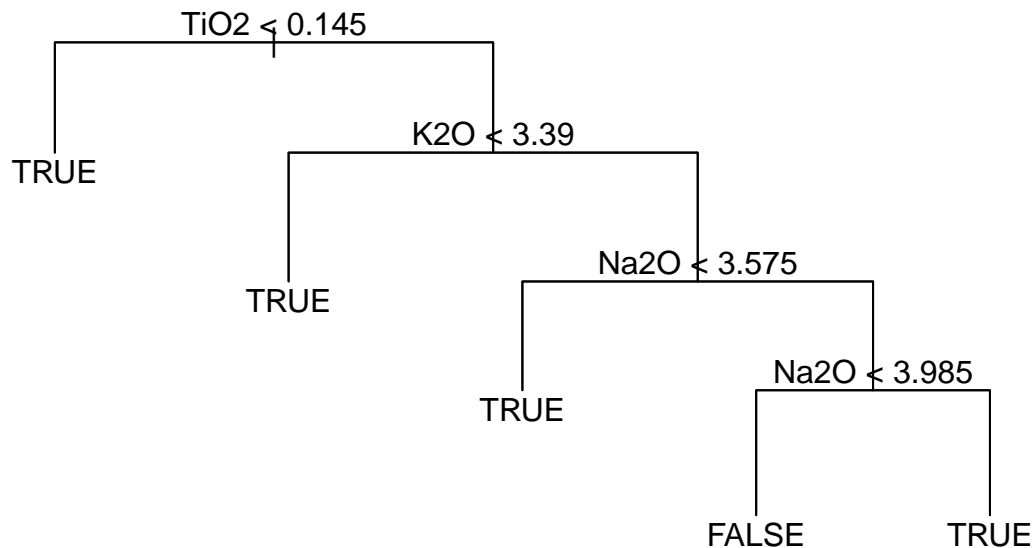 TiO2 < 0.145
K2O < 3.39
TRUE
Na2O < 3.575
TRUE
Na2O < 3.985
TRUE
FALSE
TRUE